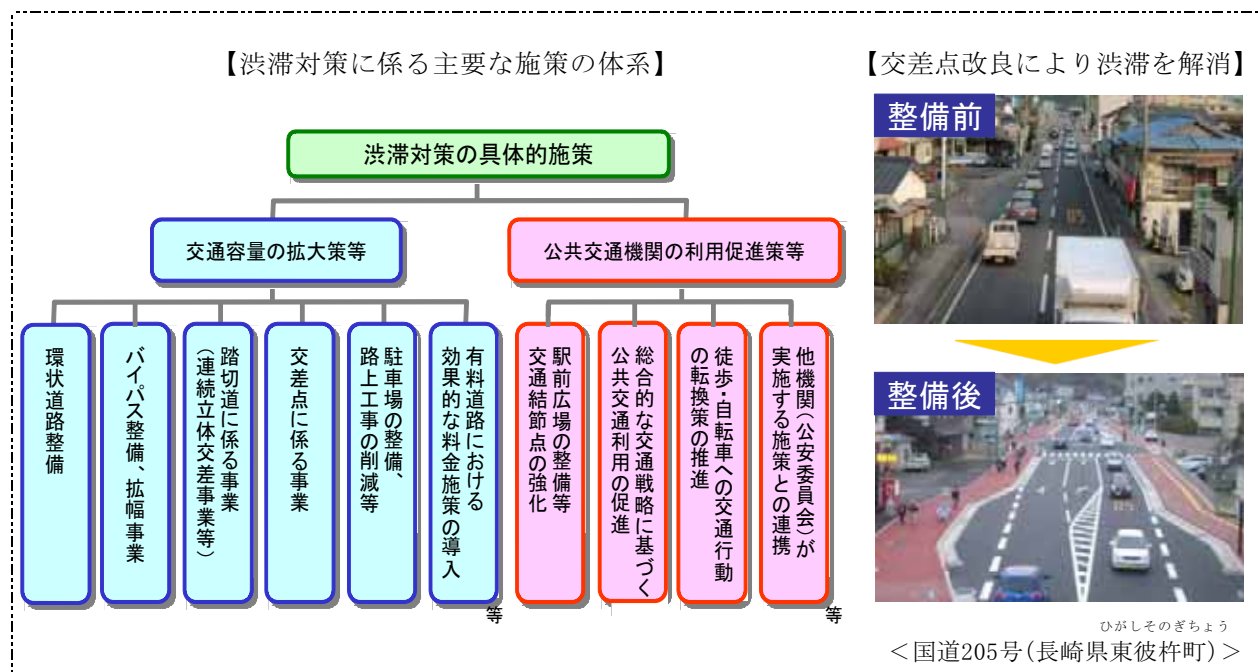 【渋滞対策に係る主要な施策の体系】
渋滞対策の具体的施策
交通容量の拡大策等
環状道路整備
バイパス整備、拡幅事業
踏切道に係る事業
(連続立体交差事業等)
交差点に係る事業
駐車場の整備、
路上工事の削減等
有料道路における
効果的な料金施策の導入
等
公共交通機関の利用促進策等
駅前広場の整備等
交通結節点の強化
総合的な交通戦略に基づく
公共交通利用の促進
徒歩・自転車への交通行動
の転換策の推進
他機関(公安委員会)が
実施する施策との連携
等
【交差点改良により渋滞を解消】
整備前
整備後
ひがしそのぎちょう
<国道205号(長崎県東彼杵町)>